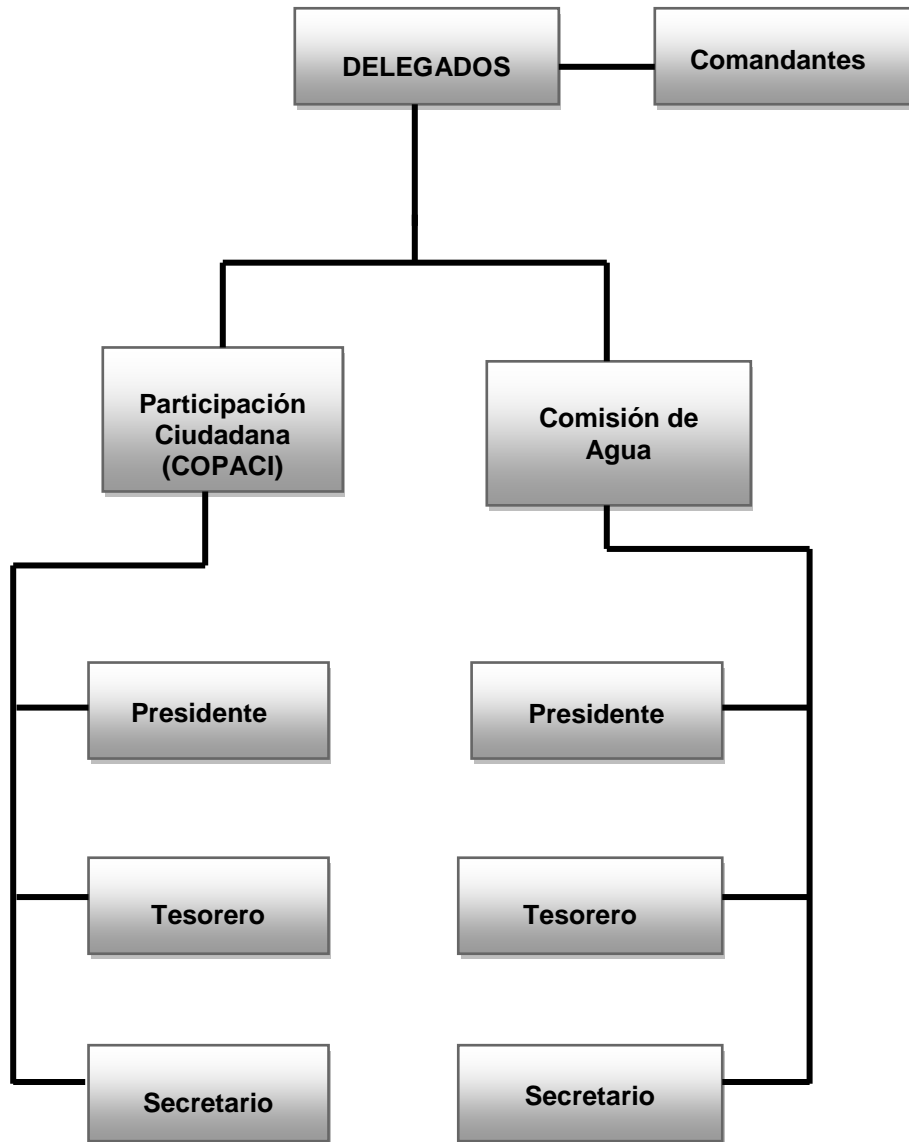 DELEGADOS
Comandantes
Participación
Ciudadana
(COPACI)
Comisión de
Agua
Presidente
Presidente
Tesorero
Tesorero
Secretario
Secretario